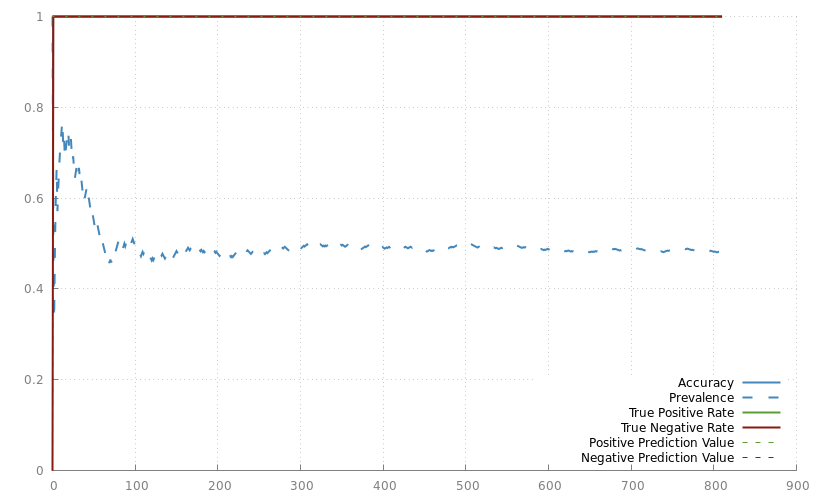 1
0.8
0.6
0.4
0.2
0
Accuracy
Prevalence
True Positive Rate
True Negative Rate
Positive Prediction Value
Negative Prediction Value
0 100 200 300 400 500 600 700 800 900